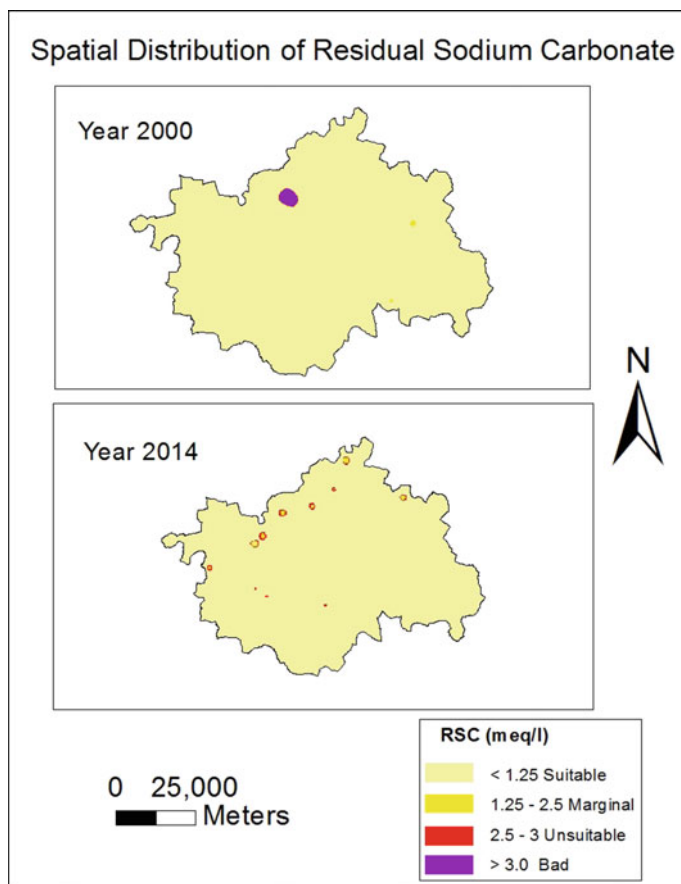 Spatial Distribution of Residual Sodium Carbonate
Year 2000
N
Year 2014
RSC (meq/l)
< 1.25 Suitable
1.25 - 2.5 Marginal
2.5 - 3 Unsuitable
> 3.0 Bad
0 25,000
Meters